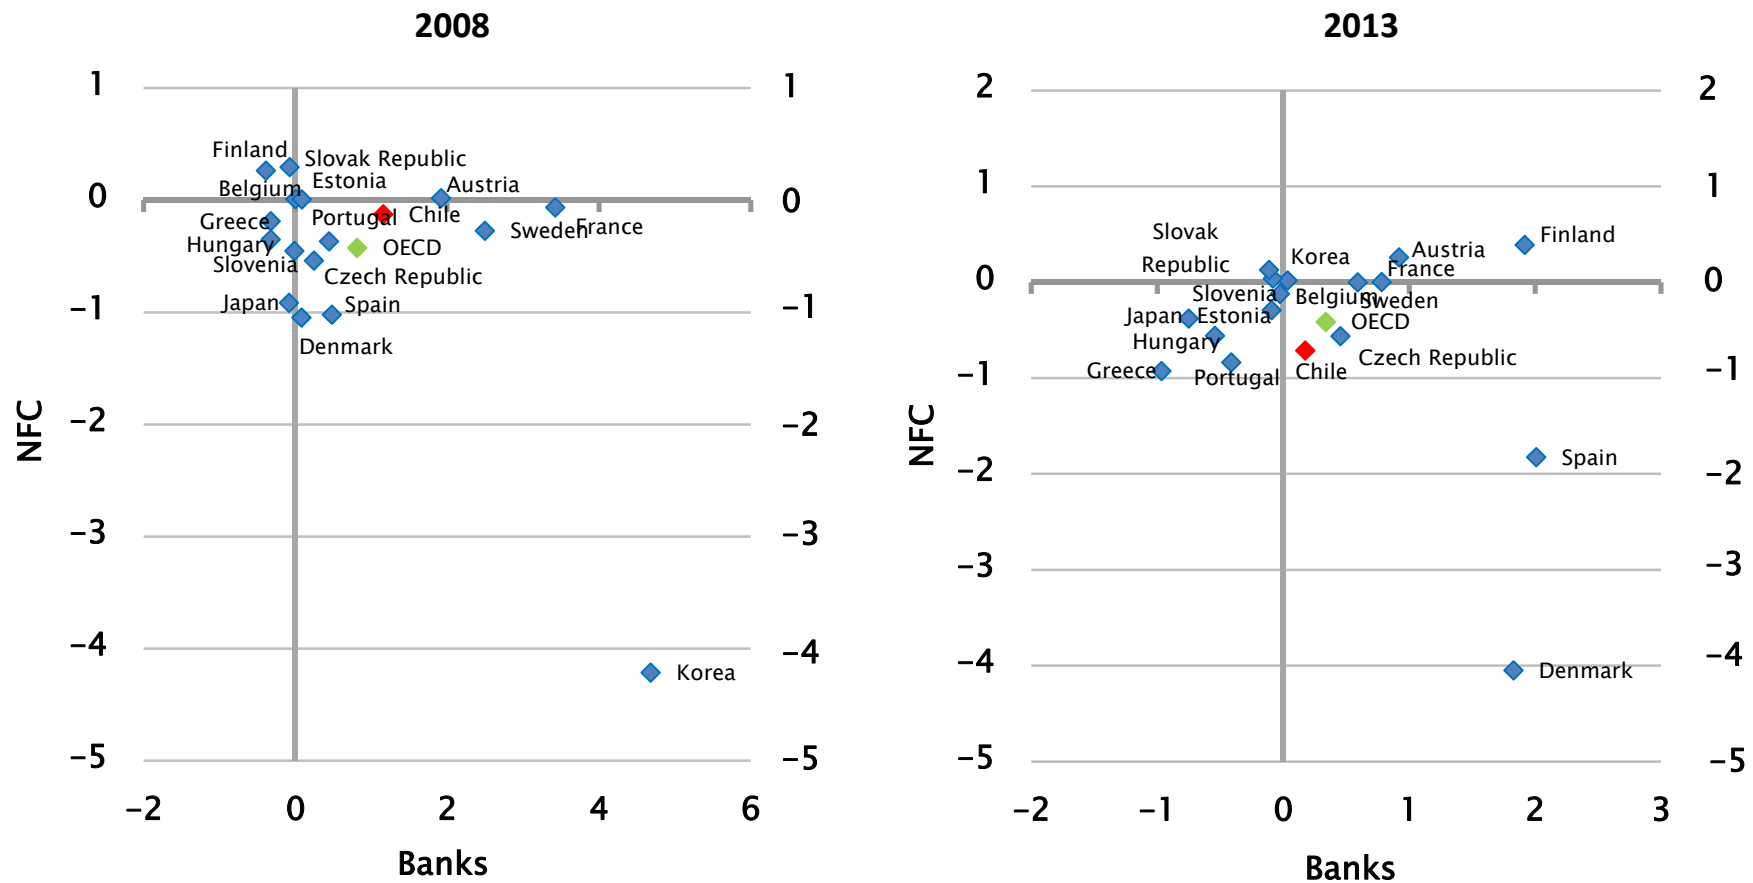 2008
1
0
−1
−2
−3
−4
−5
1
0
−1
−2
−3
−4
−5
NFC
Finland
Slovak Republic
Estonia
Belgium
Austria
Greece
Portugal
Chile
Sweden
France
Hungary
OECD
Slovenia
Czech Republic
Japan
Spain
Denmark
Korea
−2
0
2
4
6
Banks
2013
2
1
0
−1
−2
−3
−4
−5
2
1
0
−1
−2
−3
−4
−5
NFC
Slovak
Republic
Korea
Austria
Finland
France
Slovenia
Belgium
Sweden
Japan
Estonia
OECD
Hungary
Czech Republic
Greece
Portugal
Chile
Spain
Denmark
−2
−1
0
1
2
3
Banks